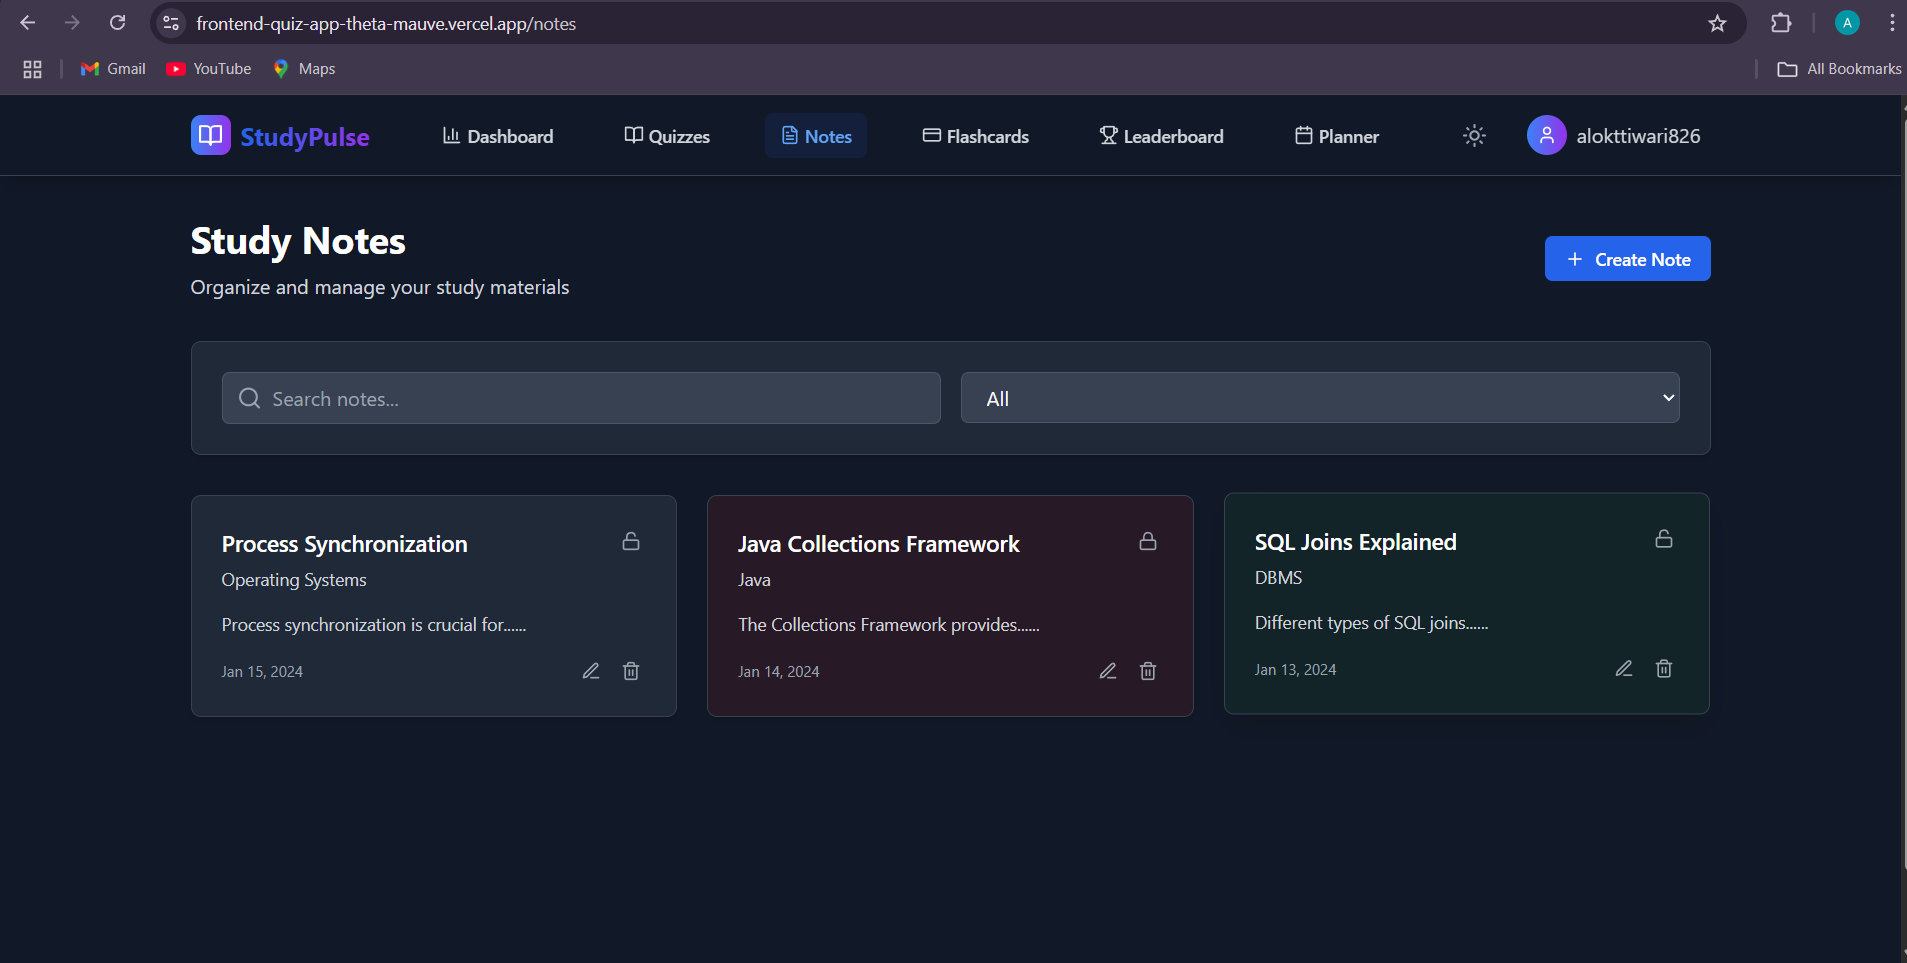 frontend-quiz-app-theta-mauve.vercel.app/notes
A
Gmail YouTube Maps All Bookmarks
StudyPulse Dashboard Quizzes Notes Flashcards Leaderboard Planner alokttiwari826
Study Notes
Organize and manage your study materials
Create Note
Search notes...
All
Process Synchronization
Operating Systems
Process synchronization is crucial for......
Jan 15, 2024
Java Collections Framework
Java
The Collections Framework provides......
Jan 14, 2024
SQL Joins Explained
DBMS
Different types of SQL joins......
Jan 13, 2024